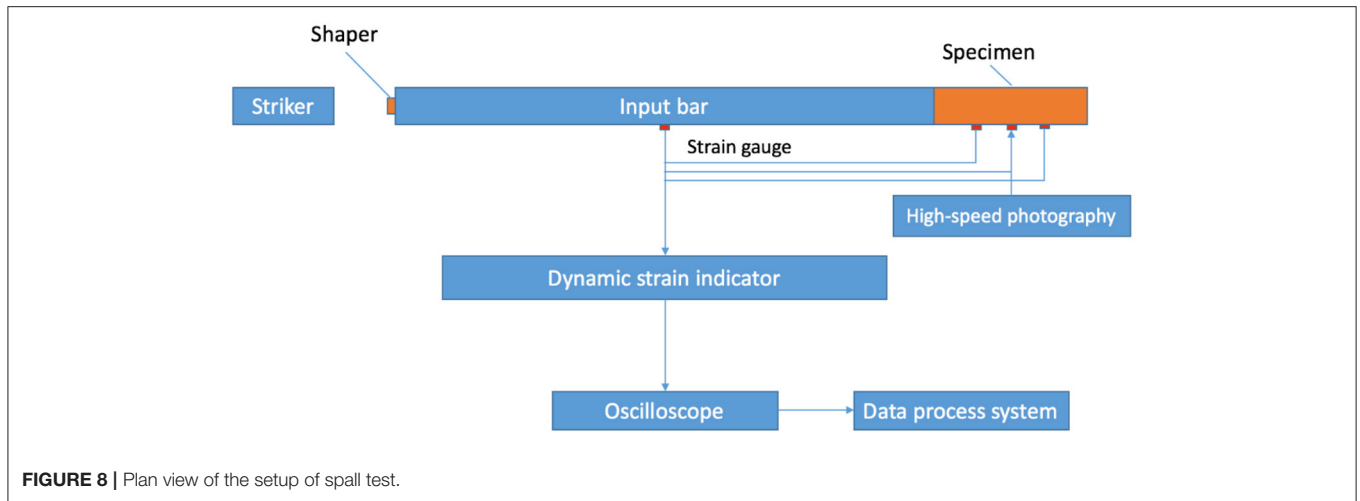 Shaper
Specimen
Striker
Input bar
Strain gauge
High-speed photography
Dynamic strain indicator
Oscilloscope
Data process system
FIGURE 8 | Plan view of the setup of spall test.